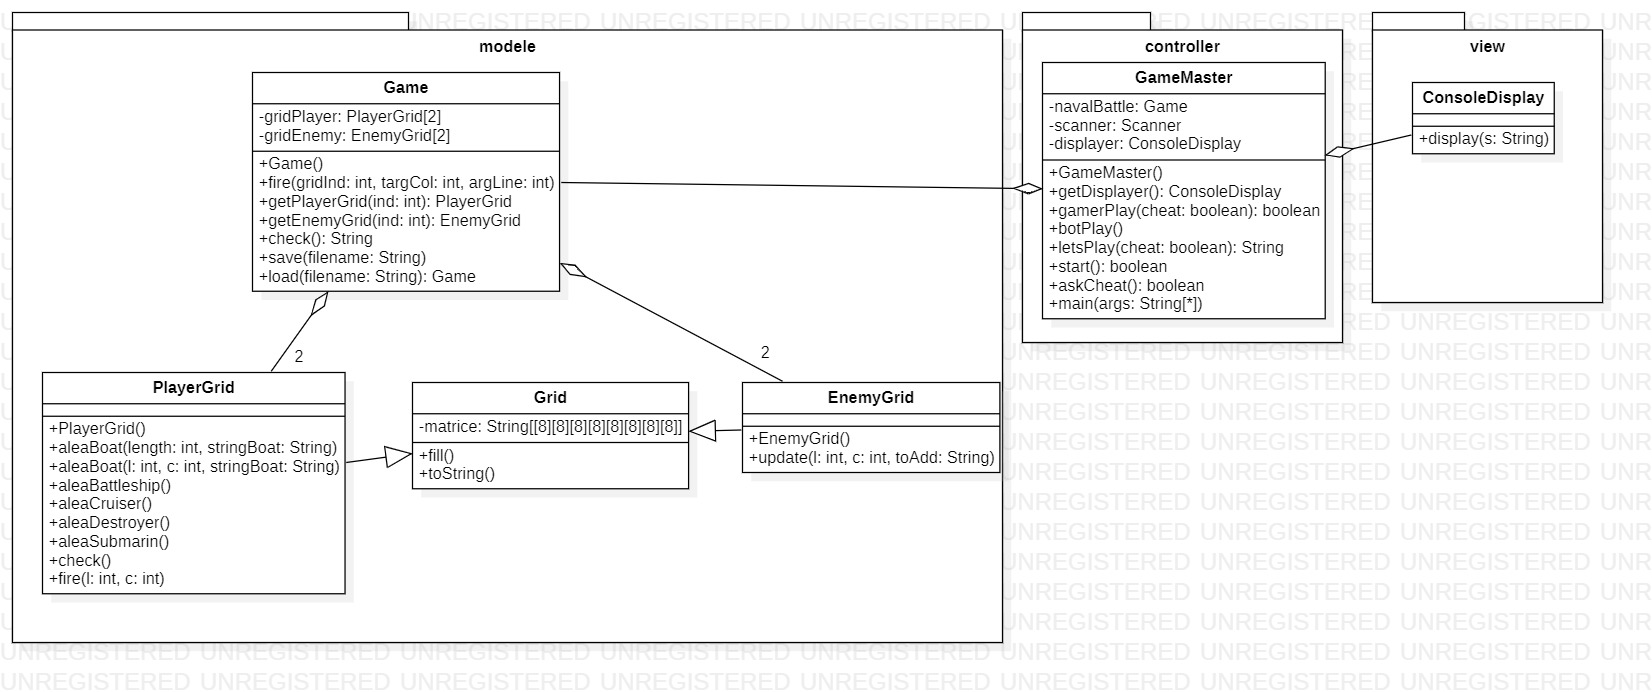 modele
Game
-gridPlayer: PlayerGrid[2]
-gridEnemy: EnemyGrid[2]
+Game()
+fire(gridInd: int, targCol: int, argLine: int)
+getPlayerGrid(ind: int): PlayerGrid
+getEnemyGrid(ind: int): EnemyGrid
+check(): String
+save(filename: String)
+load(filename: String): Game
2
2
PlayerGrid
+PlayerGrid()
+aleaBoat(length: int, stringBoat: String)
+aleaBoat(l: int, c: int, stringBoat: String)
+aleaBattleship()
+aleaCruiser()
+aleaDestroyer()
+aleaSubmarin()
+check()
+fire(l: int, c: int)
Grid
-matrice: String[[8][8][8][8][8][8][8][8]]
+fill()
+toString()
EnemyGrid
+EnemyGrid()
+update(l: int, c: int, toAdd: String)
controller
GameMaster
-navalBattle: Game
-scanner: Scanner
-displayer: ConsoleDisplay
+GameMaster()
+getDisplayer(): ConsoleDisplay
+gamerPlay(cheat: boolean): boolean
+botPlay()
+letsPlay(cheat: boolean): String
+start(): boolean
+askCheat(): boolean
+main(args: String[*])
view
ConsoleDisplay
+display(s: String)
UNREGISTERED UNREGISTERED UNREGISTERED UNREGISTERED UNREGISTERED UNREGISTERED UNREGISTERED UNREGISTERED